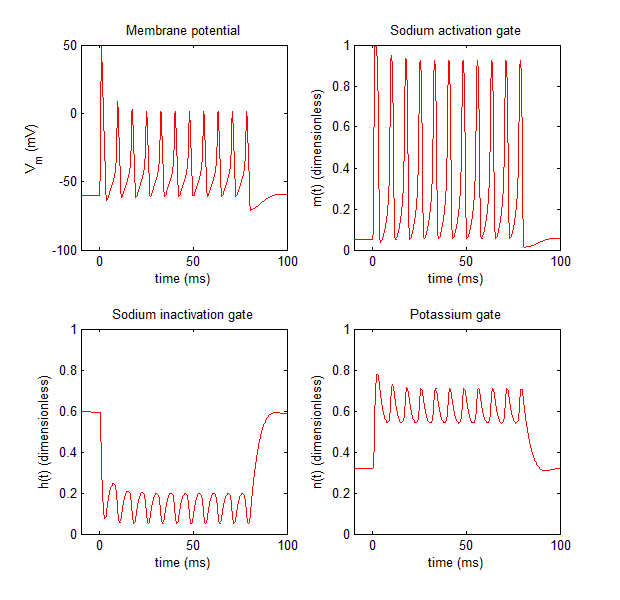 Membrane potential
50
0
-50
-100
V_m (mV)
0
50
100
time (ms)
Sodium activation gate
1
0.8
0.6
0.4
0.2
0
m(t) (dimensionless)
0
50
100
time (ms)
Sodium inactivation gate
1
0.8
0.6
0.4
0.2
0
h(t) (dimensionless)
0
50
100
time (ms)
Potassium gate
1
0.8
0.6
0.4
0.2
0
n(t) (dimensionless)
0
50
100
time (ms)